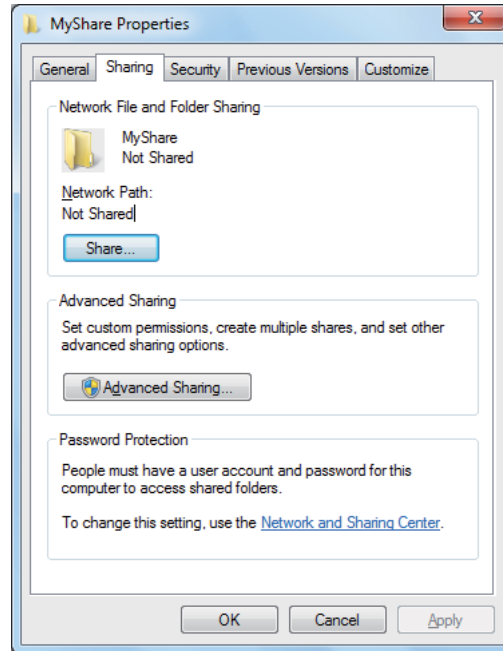 MyShare Properties
General Sharing Security Previous Versions Customize
Network File and Folder Sharing
MyShare
Not Shared
Network Path:
Not Shared
Share...
Advanced Sharing
Set custom permissions, create multiple shares, and set other
advanced sharing options.
Advanced Sharing...
Password Protection
People must have a user account and password for this
computer to access shared folders.
To change this setting, use the Network and Sharing Center.
OK Cancel Apply